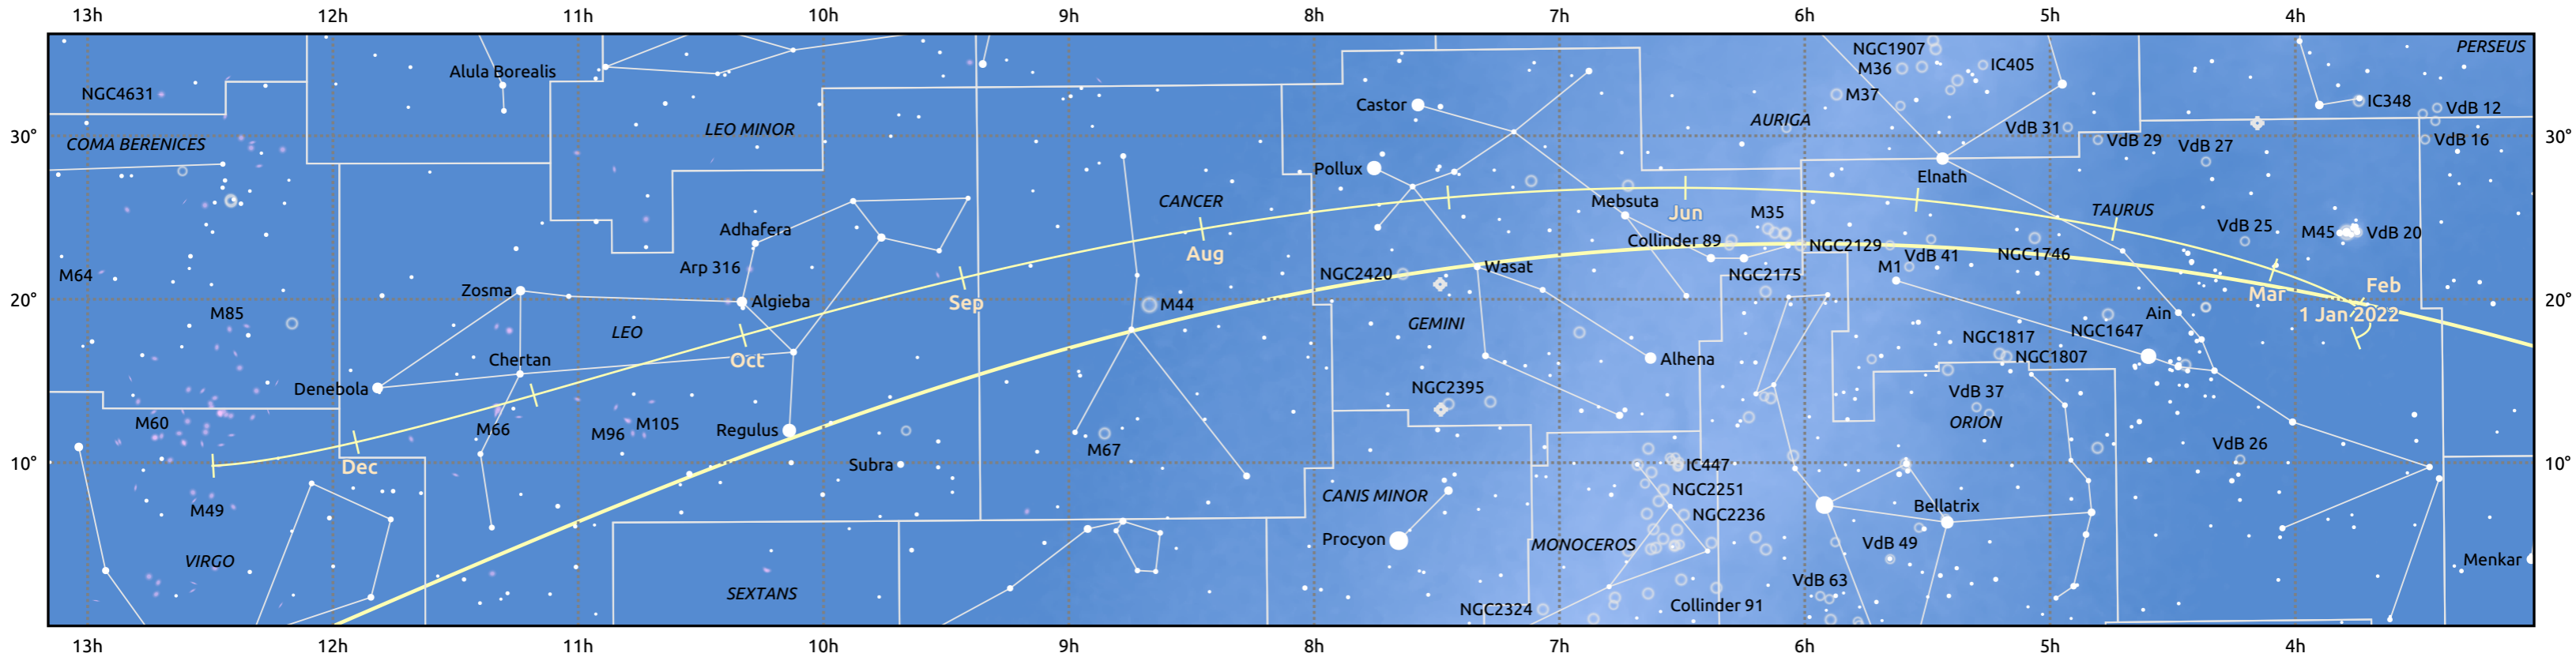 13h 12h 11h 10h 9h 8h 7h 6h 5h 4h
NGC1907 PERSEUS
Alula Borealis M36 IC405
NGC4631 M37 IC348 VdB 12
Castor
30° COMA BERENICES LEO MINOR AURIGA VdB 31 VdB 29 VdB 27 VdB 16 30°
Pollux
Elnath
CANCER Mebsuta Jun M35 TAURUS
Adhafera VdB 25 M45 VdB 20
Aug Collinder 89 NGC2129 VdB 41 NGC1746
M64 Arp 316 NGC2420 Wasat NGC2175 M1
Zosma Algieba Sep M44 Mar Feb
20° 20°
M85 LEO GEMINI Ain 1 Jan 2022
NGC1817 NGC1647
Chertan Oct Alhena NGC1807
Denebola NGC2395 VdB 37
M60 M66 M96 M105 Regulus ORION
M67 VdB 26
10° Dec Subra IC447 10°
CANIS MINOR NGC2251
M49 NGC2236 Bellatrix
Procyon MONOCEROS VdB 49
VIRGO Menkar
SEXTANS VdB 63
NGC2324 Collinder 91
13h 12h 11h 10h 9h 8h 7h 6h 5h 4h